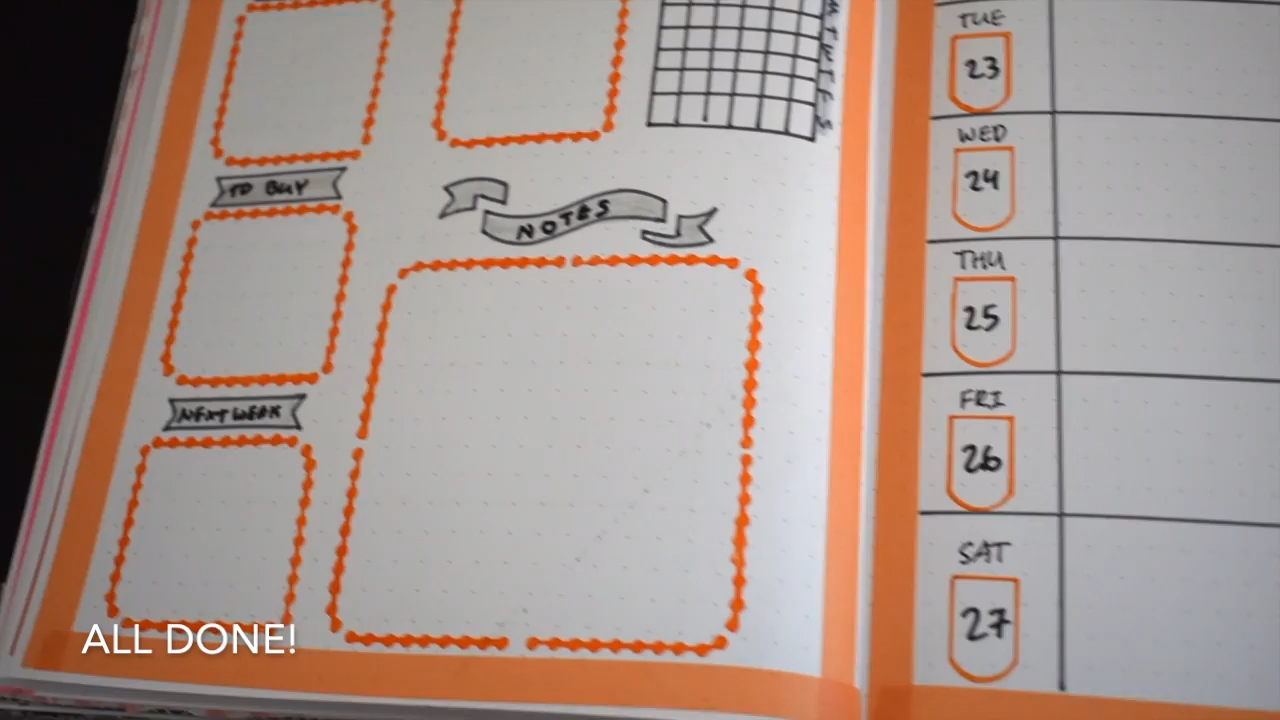 TO BUY
NOTES
NEXT WEEK
TUE
23
WED
24
THU
25
FRI
26
SAT
27
ALL DONE!